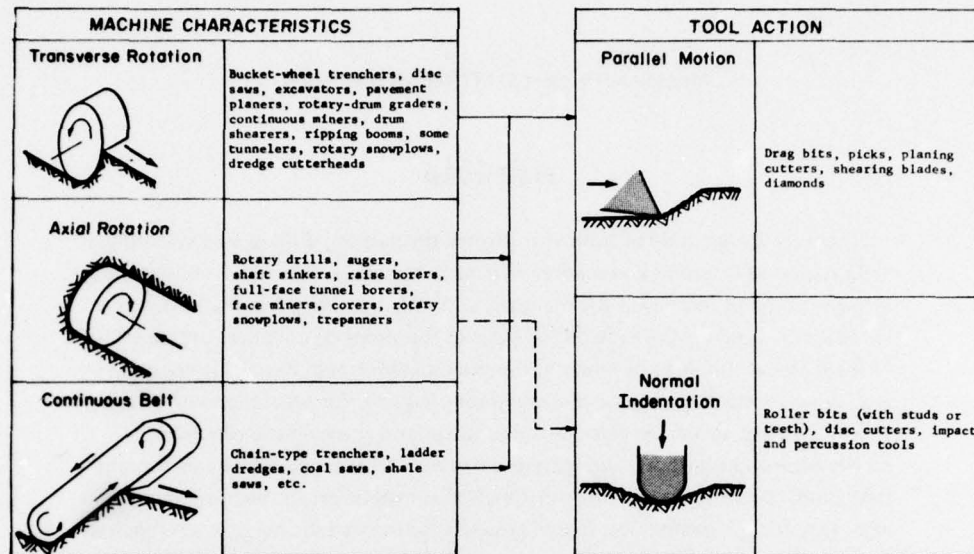 MACHINE CHARACTERISTICS
Transverse Rotation
Bucket-wheel trenchers, disc
saws, excavators, pavement
planers, rotary-drum graders,
continuous miners, drum
shearers, ripping booms, some
tunnelers, rotary snowplows,
dredge cutterheads
Axial Rotation
Rotary drills, augers,
shaft sinkers, raise borers,
full-face tunnel borers,
face miners, corers, rotary
snowplows, trepanners
Continuous Belt
Chain-type trenchers, ladder
dredges, coal saws, shale
saws, etc.
TOOL ACTION
Parallel Motion
Drag bits, picks, planing
cutters, shearing blades,
diamonds
Normal
Indentation
Roller bits (with studs or
teeth), disc cutters, impact
and percussion tools